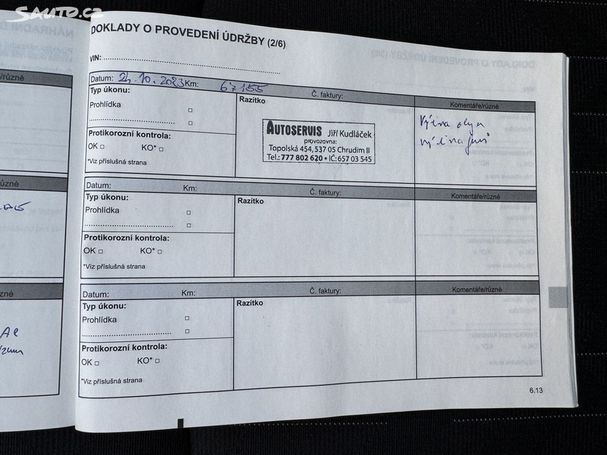 Sauto.cz
DOKLADY O PROVEDENÍ ÚDRŽBY (2/6)
VIN:
Datum: 24.10.2023 Km: 67155 Č. faktury: Komentáře/různé
Typ úkonu:
Prohlídka
Protikorozní kontrola:
OK KO*
*Viz příslušná strana
Razítko
AUTOSERVIS Jiří Kudláček
provozovna:
Topolská 454, 537 05 Chrudim II
Tel.: 777 802 620 • IČ: 657 03 545
Výměna oleje
Datum: Km: Č. faktury: Komentáře/různé
Typ úkonu:
Prohlídka
Protikorozní kontrola:
OK KO*
*Viz příslušná strana
Razítko
Datum: Km: Č. faktury: Komentáře/různé
Typ úkonu:
Prohlídka
Protikorozní kontrola:
OK KO*
*Viz příslušná strana
Razítko
6.13